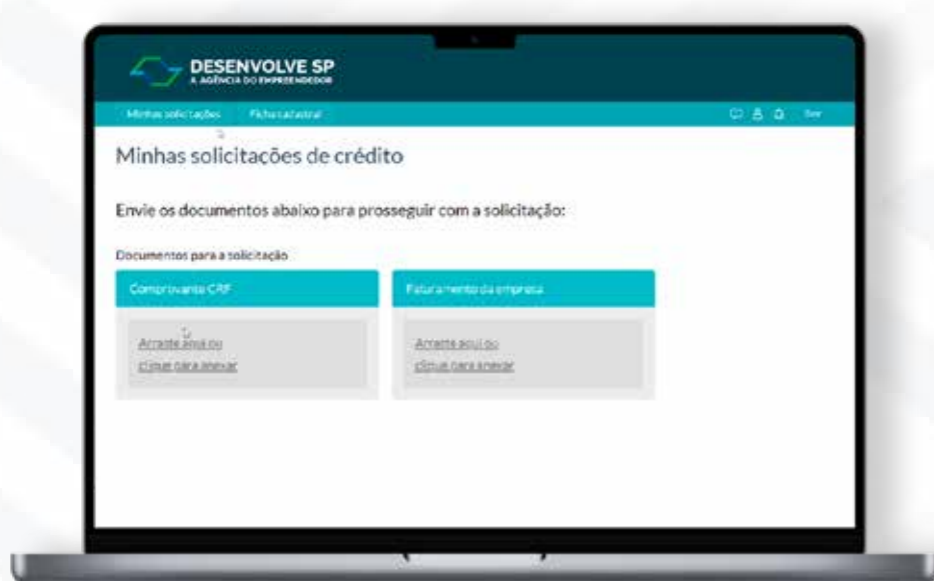 DESENVOLVE SP
A AGÊNCIA DO EMPREENDEDOR
Minhas solicitações Ficha cadastral Sair
Minhas solicitações de crédito
Envie os documentos abaixo para prosseguir com a solicitação:
Documentos para a solicitação
Comprovante CRF Faturamento da empresa
Arraste aqui ou Arraste aqui ou
clique para anexar clique para anexar